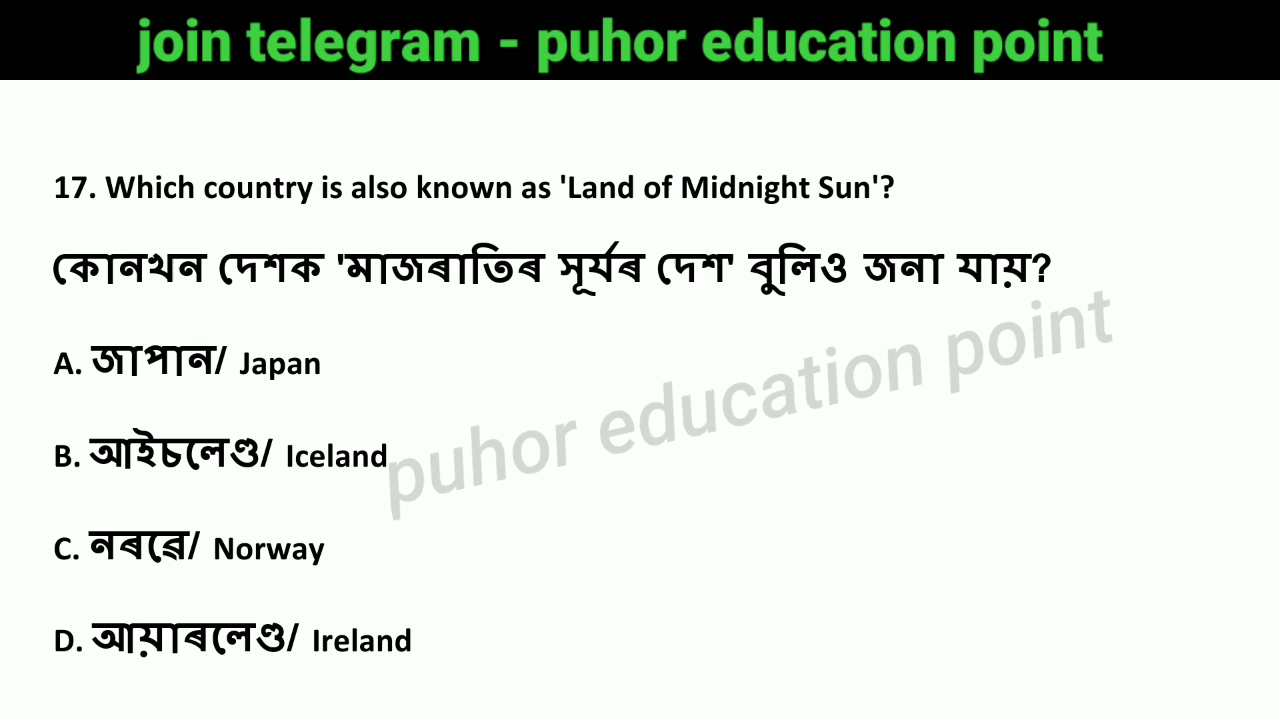 join telegram - puhor education point
17. Which country is also known as 'Land of Midnight Sun'?
কোনখন দেশক 'মাজৰাতিৰ সূৰ্যৰ দেশ' বুলিও জনা যায়?
A. জাপান/ Japan
B. আইচলেণ্ড/ Iceland
C. নৰৱে/ Norway
D. আয়াৰলেণ্ড/ Ireland
puhor education point